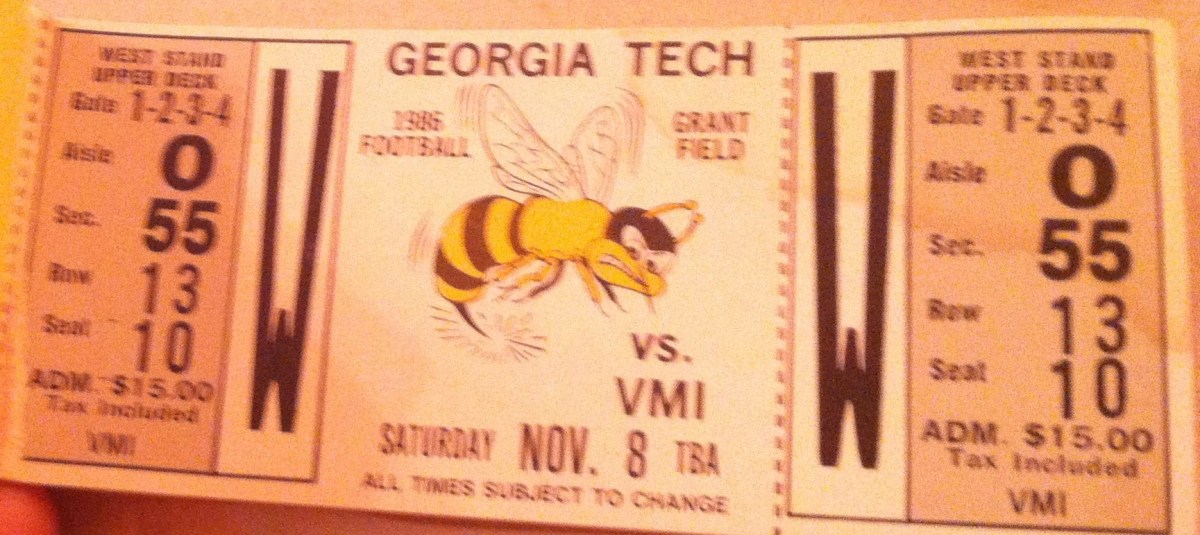 WEST STAND
UPPER DECK
Gate 1-2-3-4
Aisle O
Sec. 55
Row 13
Seat 10
ADM. $15.00
Tax Included
VMI
W
GEORGIA TECH
1986
FOOTBALL
GRANT
FIELD
VS.
VMI
SATURDAY NOV. 8 TBA
ALL TIMES SUBJECT TO CHANGE
W
WEST STAND
UPPER DECK
Gate 1-2-3-4
Aisle O
Sec. 55
Row 13
Seat 10
ADM. $15.00
Tax Included
VMI